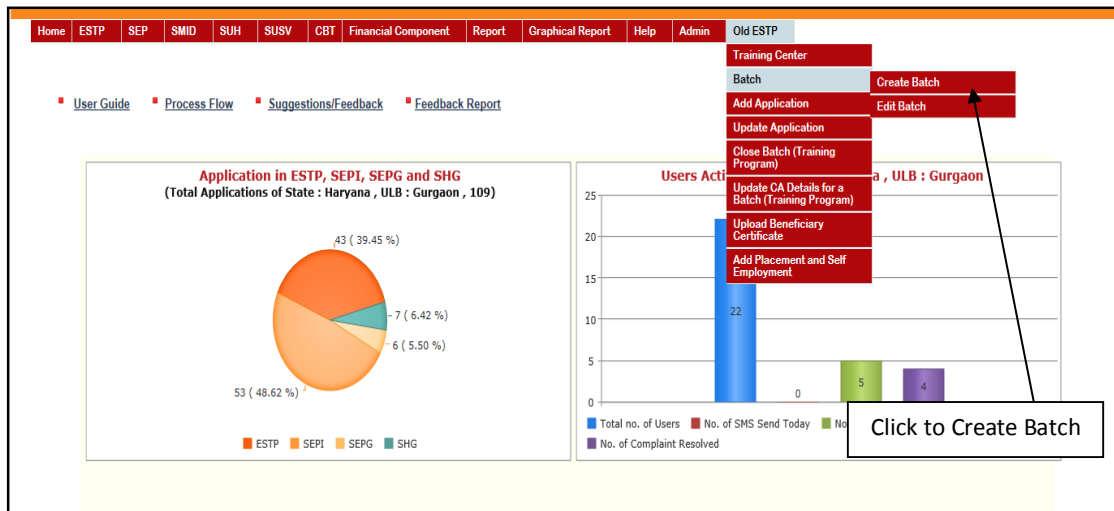 Home ESTP SEP SMID SUH SUSV CBT Financial Component Report Graphical Report Help Admin Old ESTP
Training Center
Batch
Create Batch
Edit Batch
Add Application
Update Application
Close Batch (Training
Program)
Update CA Details for a
Batch (Training Program)
Upload Beneficiary
Certificate
Add Placement and Self
Employment
User Guide Process Flow Suggestions/Feedback Feedback Report
Application in ESTP, SEPI, SEPG and SHG
(Total Applications of State : Haryana , ULB : Gurgaon , 109)
43 ( 39.45 %)
7 ( 6.42 %)
6 ( 5.50 %)
53 ( 48.62 %)
ESTP SEPI SEPG SHG
Users Acti a , ULB : Gurgaon
25
20
15
10
5
0
22
0
5
4
Total no. of Users No. of SMS Send Today No
No. of Complaint Resolved
Click to Create Batch